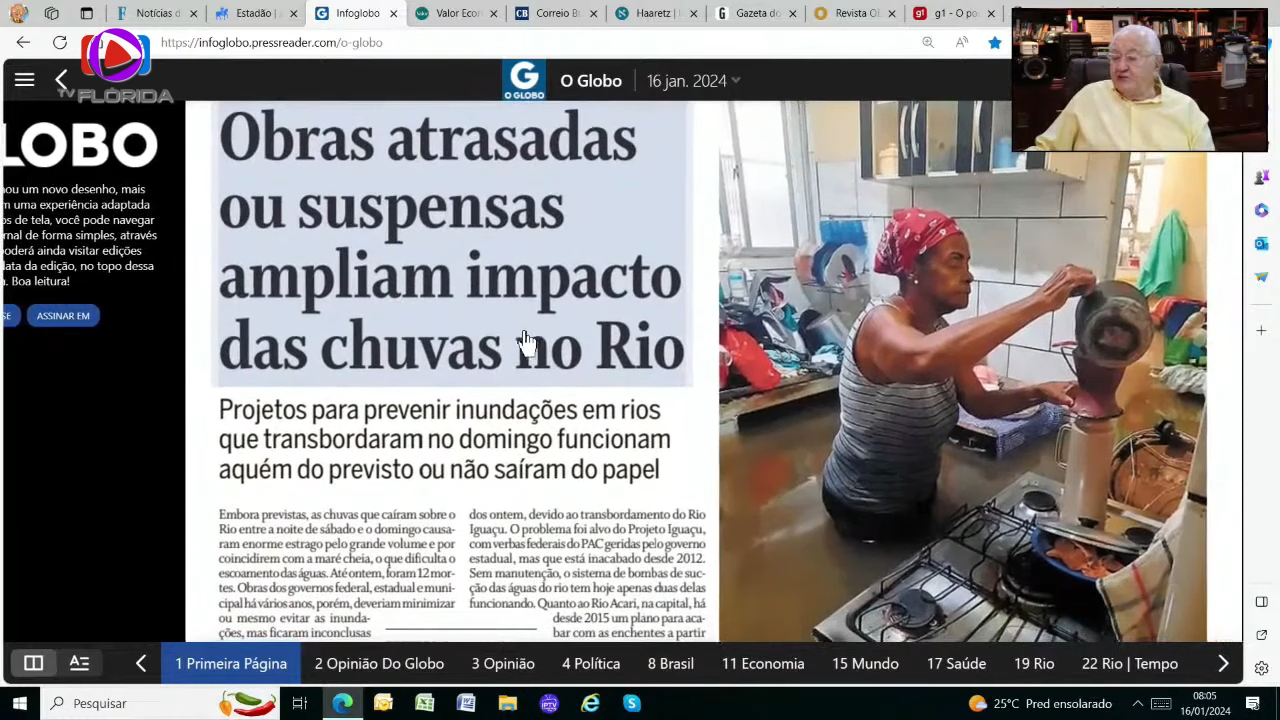 Notícias d
Estadão |
Infoglobo
Valor Ecor
Correio Br
Haaretz |
Gazeta d
Revista OE
g1 - O po
https://infoglobo.pressreader.com/o-globo
TV FLÓRIDA
G
O GLOBO
O Globo
16 jan. 2024
LOBO
nou um novo desenho, mais
m uma experiência adaptada
os de tela, você pode navegar
rnal de forma simples, através
poderá ainda visitar edições
data da edição, no topo dessa
a. Boa leitura!
SE
ASSINAR EM
Obras atrasadas
ou suspensas
ampliam impacto
das chuvas no Rio
Projetos para prevenir inundações em rios
que transbordaram no domingo funcionam
aquém do previsto ou não saíram do papel
Embora previstas, as chuvas que caíram sobre o
Rio entre a noite de sábado e o domingo causa-
ram enorme estrago pelo grande volume e por
coincidirem com a maré cheia, o que dificulta o
escoamento das águas. Até ontem, foram 12 mor-
tes. Obras dos governos federal, estadual e muni-
cipal há vários anos, porém, deveriam minimizar
ou mesmo evitar as inunda-
ções, mas ficaram inconclusas
dos ontem, devido ao transbordamento do Rio
Iguaçu. O problema foi alvo do Projeto Iguaçu,
com verbas federais do PAC geridas pelo governo
estadual, mas que está inacabado desde 2012.
Sem manutenção, o sistema de bombas de suc-
ção das águas do rio tem hoje apenas duas delas
funcionando. Quanto ao Rio Acari, na capital, há
desde 2015 um plano para aca-
bar com as enchentes a partir
1 Primeira Página
2 Opinião Do Globo
3 Opinião
4 Política
8 Brasil
11 Economia
15 Mundo
17 Saúde
19 Rio
22 Rio | Tempo
Pesquisar
25°C Pred ensolarado
08:05
16/01/2024